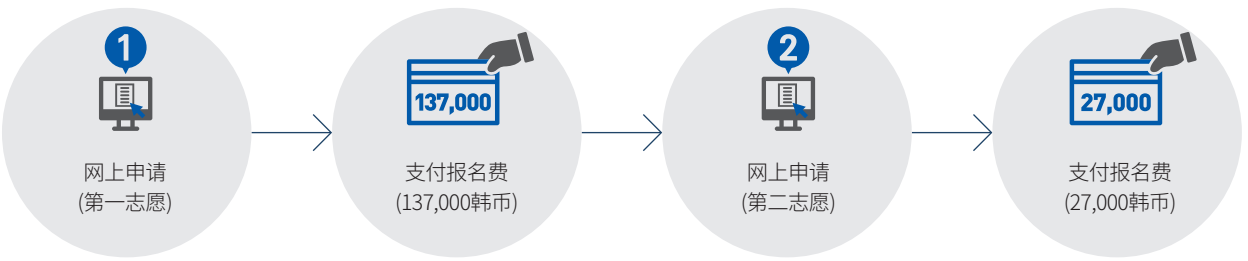 1
网上申请
(第一志愿)
137,000
支付报名费
(137,000韩币)
2
网上申请
(第二志愿)
27,000
支付报名费
(27,000韩币)